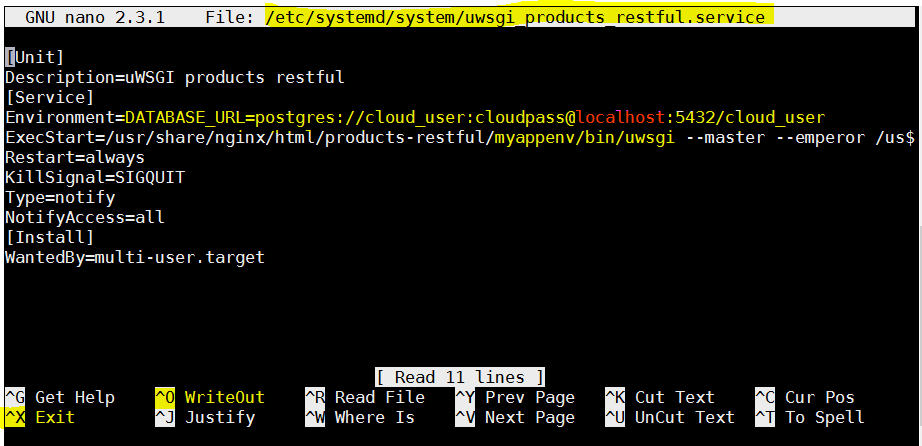 GNU nano 2.3.1 File: /etc/systemd/system/uwsgi_products_restful.service
[Unit]
Description=uWSGI products restful
[Service]
Environment=DATABASE_URL=postgres://cloud_user:cloudpass@localhost:5432/cloud_user
ExecStart=/usr/share/nginx/html/products-restful/myappenv/bin/uwsgi --master --emperor /us$
Restart=always
KillSignal=SIGQUIT
Type=notify
NotifyAccess=all
[Install]
WantedBy=multi-user.target
[ Read 11 lines ]
^G Get Help ^O WriteOut ^R Read File ^Y Prev Page ^K Cut Text ^C Cur Pos
^X Exit ^J Justify ^W Where Is ^V Next Page ^U UnCut Text ^T To Spell